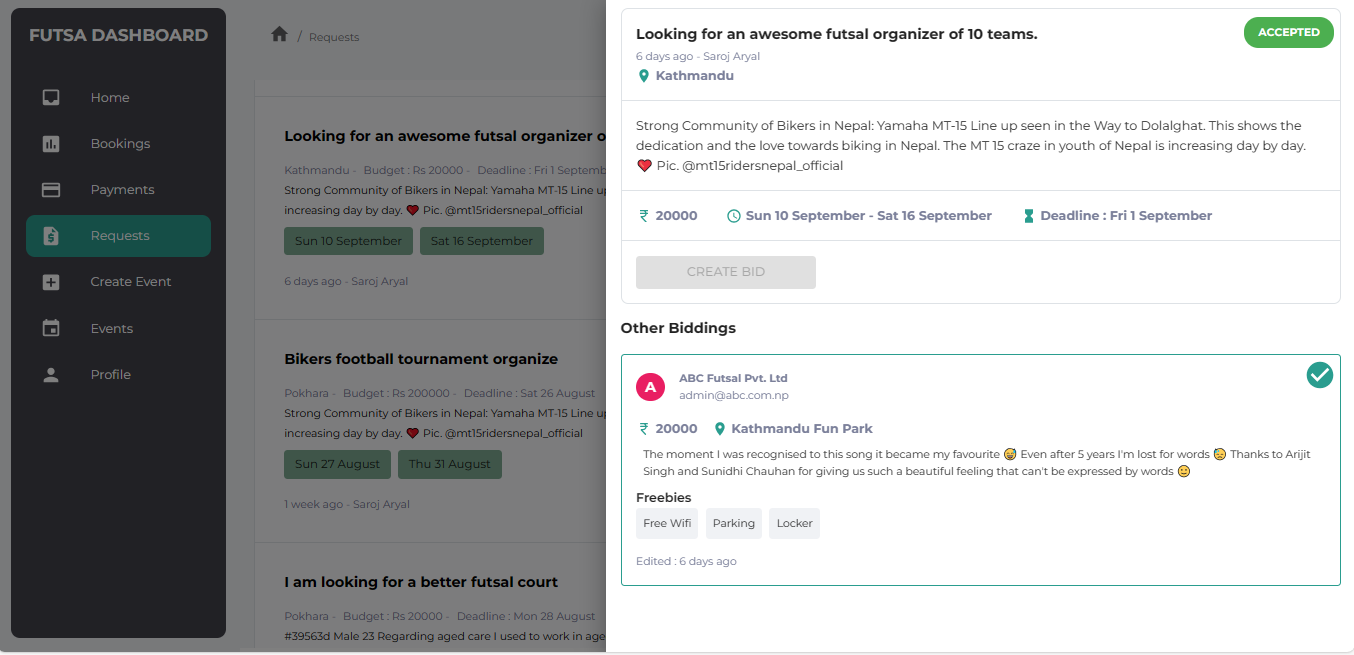 FUTSA DASHBOARD
Home
Bookings
Payments
Requests
Create Event
Events
Profile
/ Requests
Looking for an awesome futsal organizer o
Kathmandu - Budget : Rs 20000 - Deadline : Fri 1 Septemb
Strong Community of Bikers in Nepal: Yamaha MT-15 Line up
increasing day by day. ❤️ Pic. @mt15ridersnepal_official
Sun 10 September Sat 16 September
6 days ago - Saroj Aryal
Bikers football tournament organize
Pokhara - Budget : Rs 20000 - Deadline : Sat 26 August
Strong Community of Bikers in Nepal: Yamaha MT-15 Line up
increasing day by day. ❤️ Pic. @mt15ridersnepal_official
Sun 27 August Thu 31 August
1 week ago - Saroj Aryal
I am looking for a better futsal court
Pokhara - Budget : Rs 20000 - Deadline : Mon 28 August
#39563d Male 23 Regarding aged care I used to work in age
Looking for an awesome futsal organizer of 10 teams.
ACCEPTED
6 days ago - Saroj Aryal
Kathmandu
Strong Community of Bikers in Nepal: Yamaha MT-15 Line up seen in the Way to Dolalghat. This shows the
dedication and the love towards biking in Nepal. The MT 15 craze in youth of Nepal is increasing day by day.
❤️ Pic. @mt15ridersnepal_official
₹ 20000 Sun 10 September - Sat 16 September Deadline : Fri 1 September
CREATE BID
Other Biddings
A
ABC Futsal Pvt. Ltd
admin@abc.com.np
₹ 20000 Kathmandu Fun Park
The moment I was recognised to this song it became my favourite 😅 Even after 5 years I'm lost for words 😓 Thanks to Arijit
Singh and Sunidhi Chauhan for giving us such a beautiful feeling that can't be expressed by words 🙂
Freebies
Free Wifi Parking Locker
Edited : 6 days ago